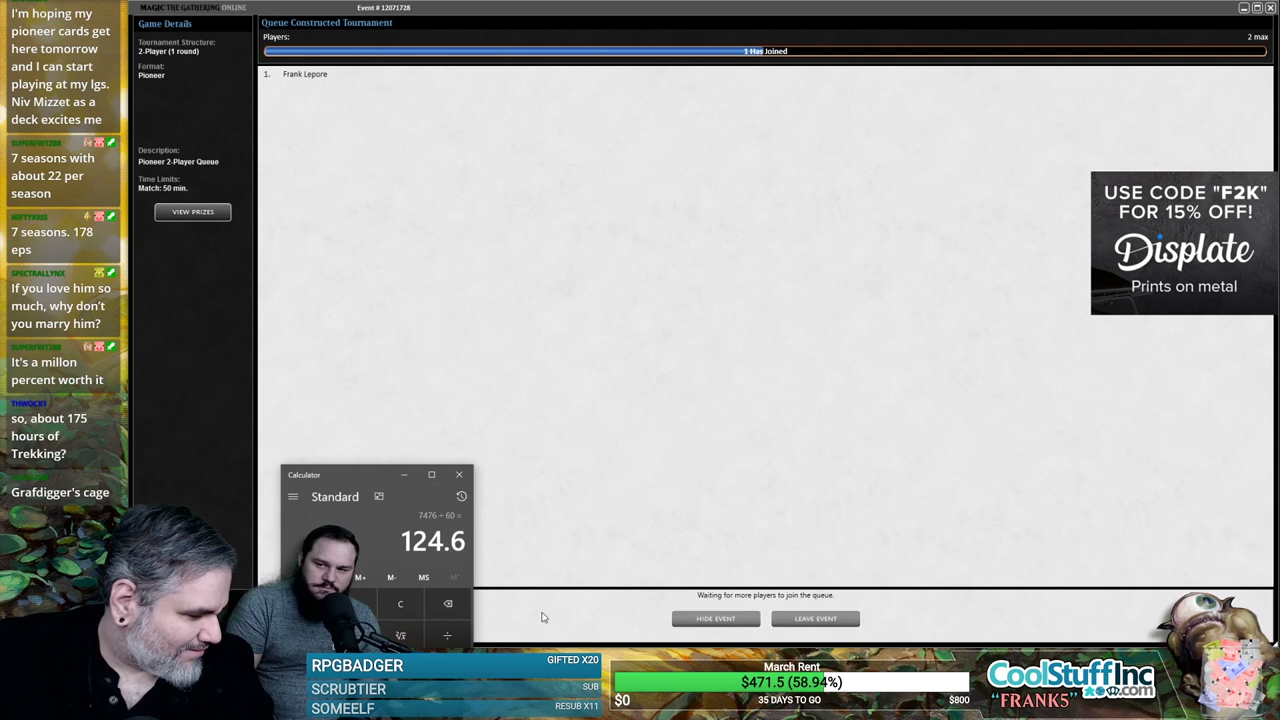 I'm hoping my
pioneer cards get
here tomorrow
and I can start
playing at my lgs.
Niv Mizzet as a
deck excites me
SUPERFRITZ88
7 seasons with
about 22 per
season
NIFTYKRIS
7 seasons. 178
eps
SPECTRALLYNX
If you love him so
much, why don't
you marry him?
SUPERFRITZ88
It's a millon
percent worth it
THWOCK1
so, about 175
hours of
Trekking?
Grafdigger's cage
MAGIC THE GATHERING ONLINE
Event # 12071728
Game Details
Tournament Structure:
2-Player (1 round)
Format:
Pioneer
Description:
Pioneer 2-Player Queue
Time Limits:
Match: 50 min.
VIEW PRIZES
Queue Constructed Tournament
Players:
2 max
1 Has Joined
1. Frank Lepore
USE CODE "F2K"
FOR 15% OFF!
Displate
Prints on metal
Calculator
Standard
7476 ÷ 60 =
124.6
M+ M- MS M˅
C
²√x ÷
Waiting for more players to join the queue.
HIDE EVENT LEAVE EVENT
RPGBADGER GIFTED X20
SCRUBTIER SUB
SOMEELF RESUB X11
March Rent
$471.5 (58.94%)
$0 35 DAYS TO GO $800
CoolStuffInc
.com
"FRANK5"